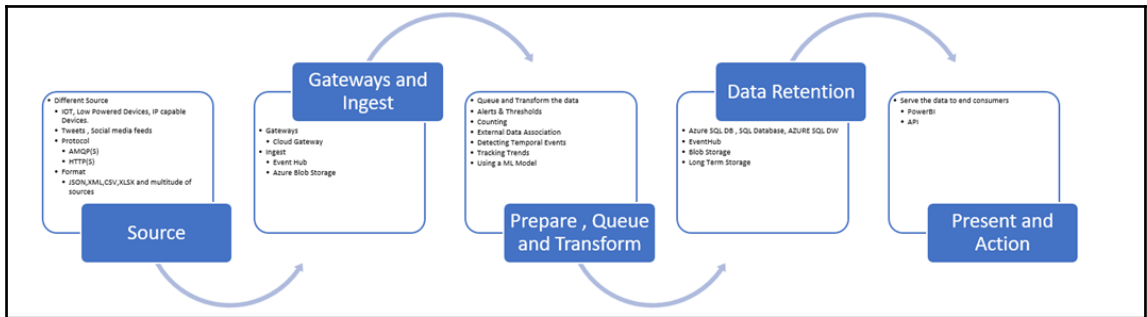 Different Source
IOT, Low Powered Devices, IP capable
Devices.
Tweets , Social media feeds
Protocol
AMQP(S)
HTTP(S)
Format
JSON,XML,CSV,XLSX and multitude of
sources
Source
Gateways and
Ingest
Gateways
Cloud Gateway
Ingest
Event Hub
Azure Blob Storage
Queue and Transform the data
Alerts & Thresholds
Counting
External Data Association
Detecting Temporal Events
Tracking Trends
Using a ML Model
Prepare , Queue
and Transform
Data Retention
Azure SQL DB , SQL Database, AZURE SQL DW
EventHub
Blob Storage
Long Term Storage
Serve the data to end consumers
PowerBI
API
Present and
Action